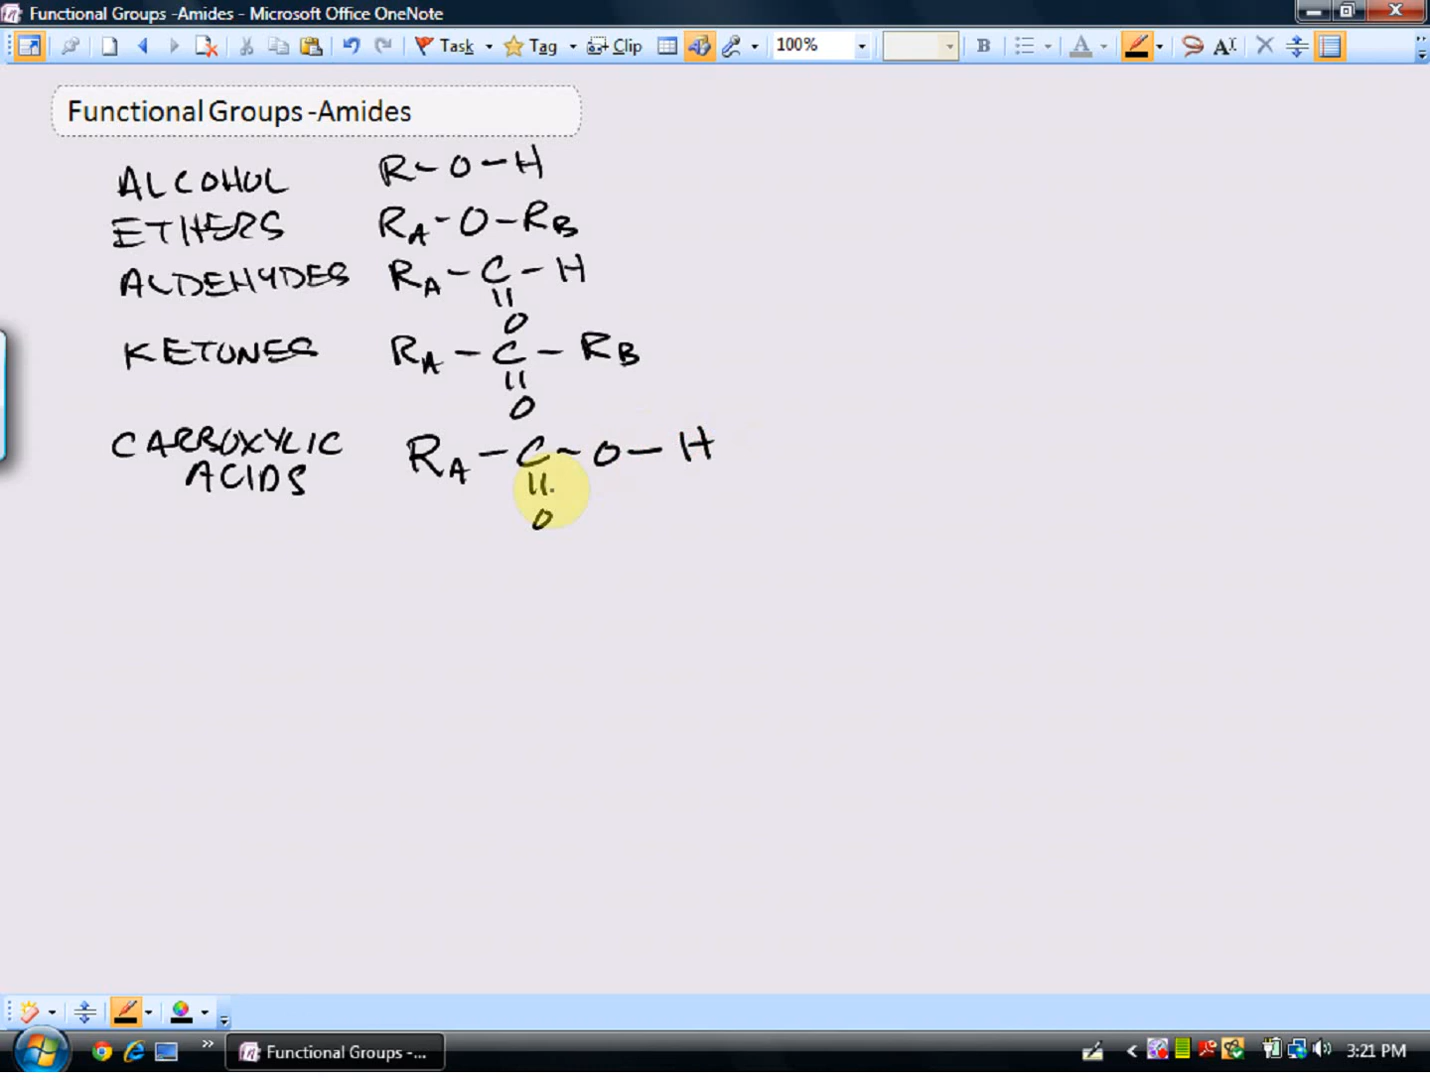 Functional Groups -Amides - Microsoft Office OneNote
Task Tag Clip 100% B A A
Functional Groups -Amides
ALCOHOL R-O-H
ETHERS RA-O-RB
ALDEHYDES RA-C-H
||
O
KETONES RA-C-RB
||
O
CARBOXYLIC RA-C-O-H
ACIDS ||
O
Functional Groups -... 3:21 PM